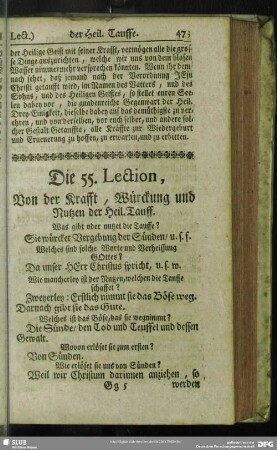 Lect.) der Heil. Tauffe. 473
der Heilige Geist mit seiner Krafft, vermögen alle die gros-
se Dinge auszurichten, welche wir uns vom blosen
Wasser nimmermehr versprechen könten. Wenn ihr dem-
nach sehet, daß jemand nach der Verordnung JEsu
Christi getaufft wird, im Namen des Vatters, und des
Sohns, und des Heiligen Geistes, so stellet euren See-
len dabey vor, die gnadenreiche Gegenwart der Heil.
Drey-Einigkeit, dieselbe dabey auf das demüthigste zu ver-
ehren, und von derselben, vor euch selbst, und andere sol-
cher Gestalt Getauffte, alle Kräffte zur Wiedergeburt
und Erneuerung zu hoffen, zu erwarten, und zu erbitten.
Die 55. Lection,
Von der Krafft, Würckung und
Nutzen der Heil. Tauff.
Was gibt oder nutzet die Tauffe?
Sie würcket Vergebung der Sünden/ u. s. f.
Welches sind solche Worte und Verheissung
GOttes?
Da unser HErr Christus spricht, u. s. w.
Wie mancherley ist der Nutzen, welchen die Tauffe
schaffet?
Zweyerley: Erstlich nimmt sie das Böse weg.
Darnach gibt sie das Gute.
Welches ist das Böse, das sie wegnimmt?
Die Sünde/ den Tod und Teuffel und dessen
Gewalt.
Wovon erlöset sie zum ersten?
Von Sünden.
Wie erlöset sie uns von Sünden?
Weil wir Christum darinnen anziehen, so
Gg 5 werden